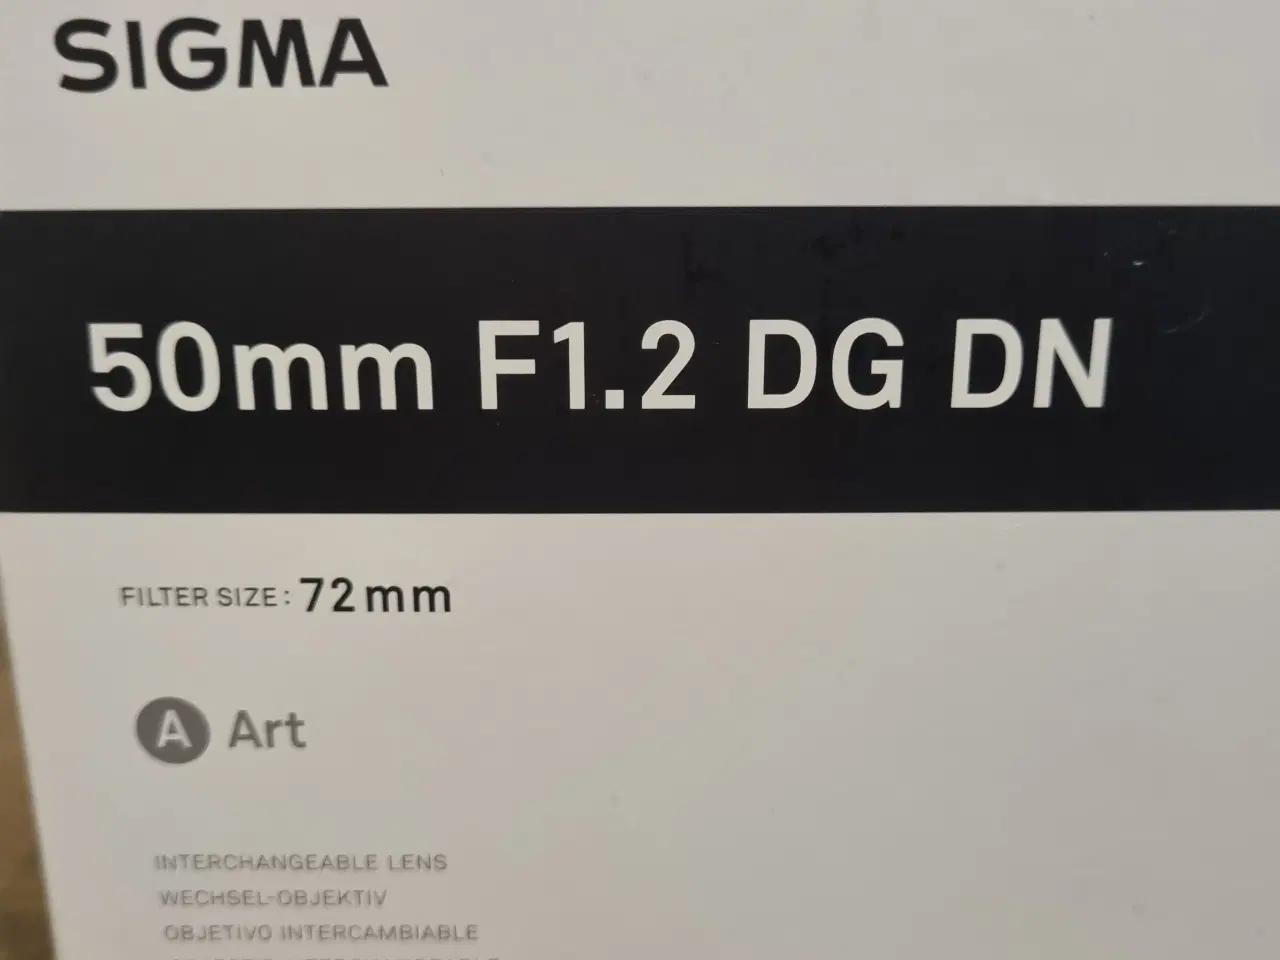 SIGMA
50mm F1.2 DG DN
FILTER SIZE: 72mm
A Art
INTERCHANGEABLE LENS
WECHSEL-OBJEKTIV
OBJETIVO INTERCAMBIABLE